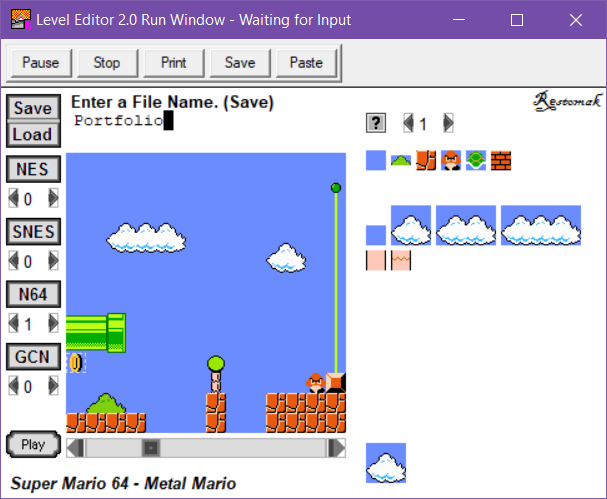 Level Editor 2.0 Run Window - Waiting for Input
Pause Stop Print Save Paste
Save
Load
Enter a File Name. (Save)
Portfolio
Restomak
? 1
NES
0
SNES
0
N64
1
GCN
0
Play
Super Mario 64 - Metal Mario